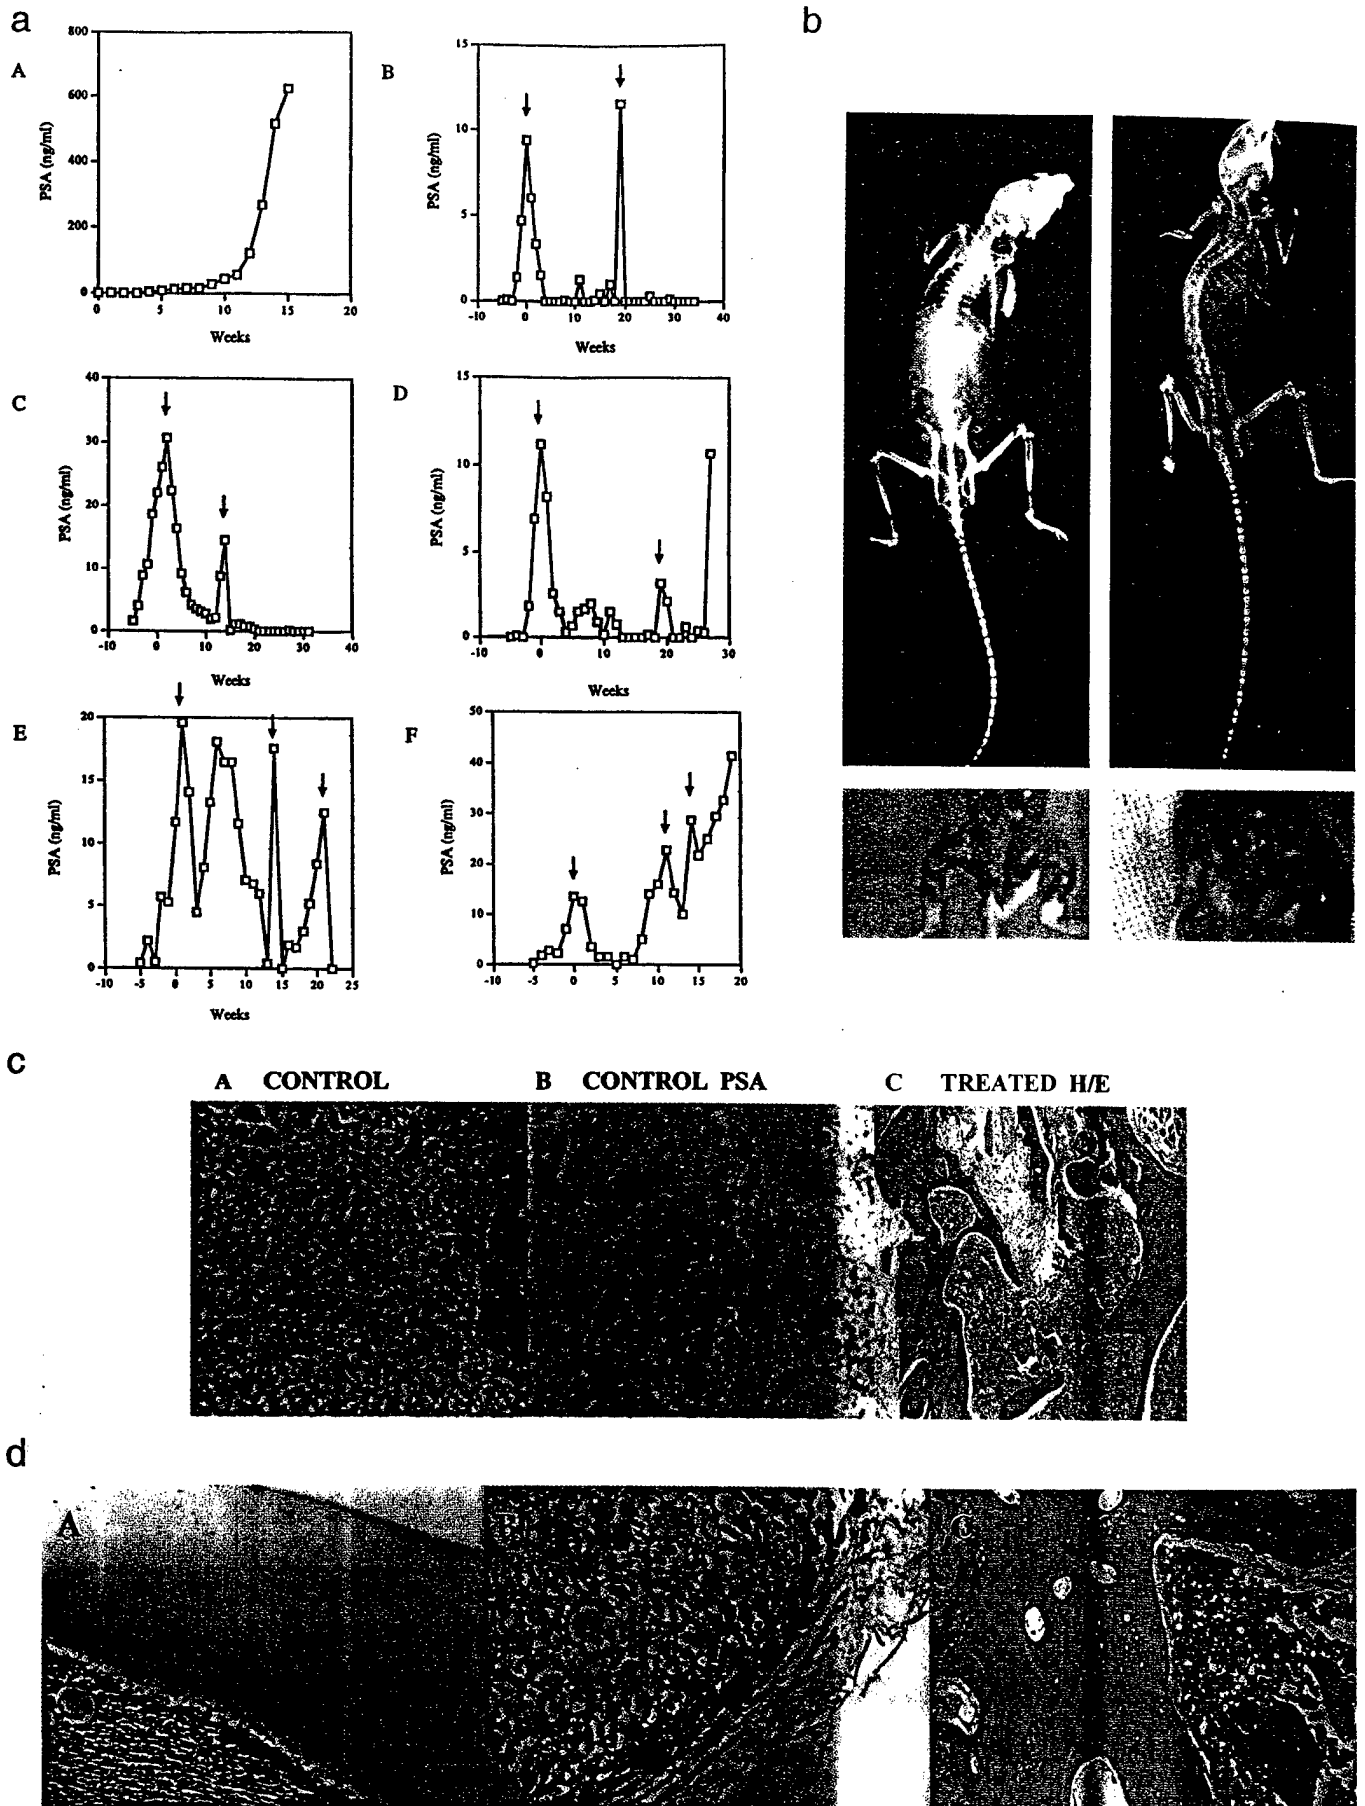 a
b
A
800
600
400
200
0
PSA (ng/ml)
0 5 10 15 20
Weeks
B
15
10
5
0
PSA (ng/ml)
-10 0 10 20 30 40
Weeks
C
40
30
20
10
0
PSA (ng/ml)
-10 0 10 20 30 40
Weeks
D
15
10
5
0
PSA (ng/ml)
-10 0 10 20 30
Weeks
E
20
15
10
5
0
PSA (ng/ml)
-10 -5 0 5 10 15 20 25
Weeks
F
50
40
30
20
10
0
PSA (ng/ml)
-10 -5 0 5 10 15 20
c
A CONTROL
B CONTROL PSA
C TREATED H/E
d
A
B
C